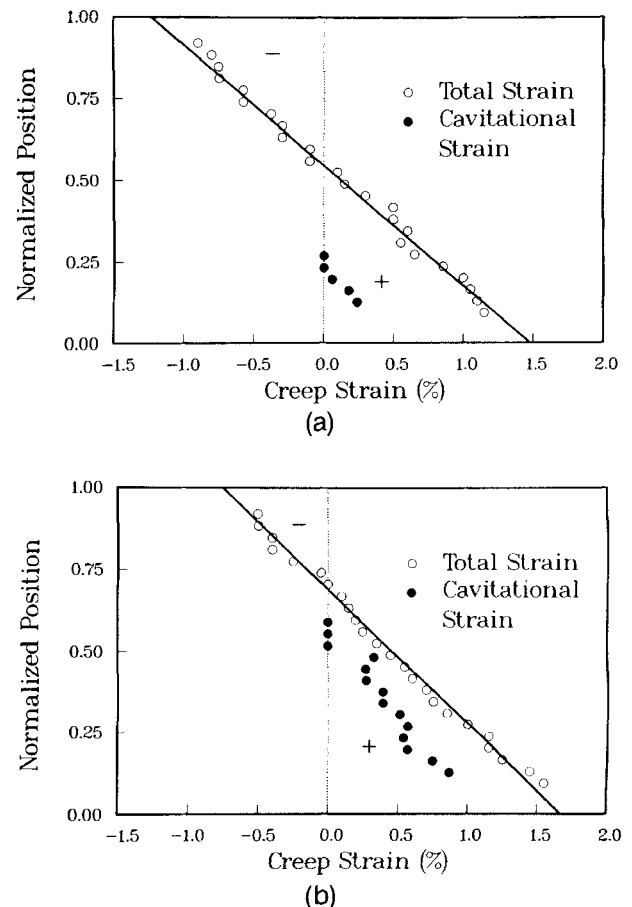 1.00
0.75
0.50
0.25
0.00
Normalized Position
−
○ Total Strain
● Cavitational
Strain
+
−1.5 −1.0 −0.5 0.0 0.5 1.0 1.5 2.0
Creep Strain (%)
(a)
1.00
0.75
0.50
0.25
0.00
Normalized Position
−
○ Total Strain
● Cavitational
Strain
+
−1.5 −1.0 −0.5 0.0 0.5 1.0 1.5 2.0
Creep Strain (%)
(b)